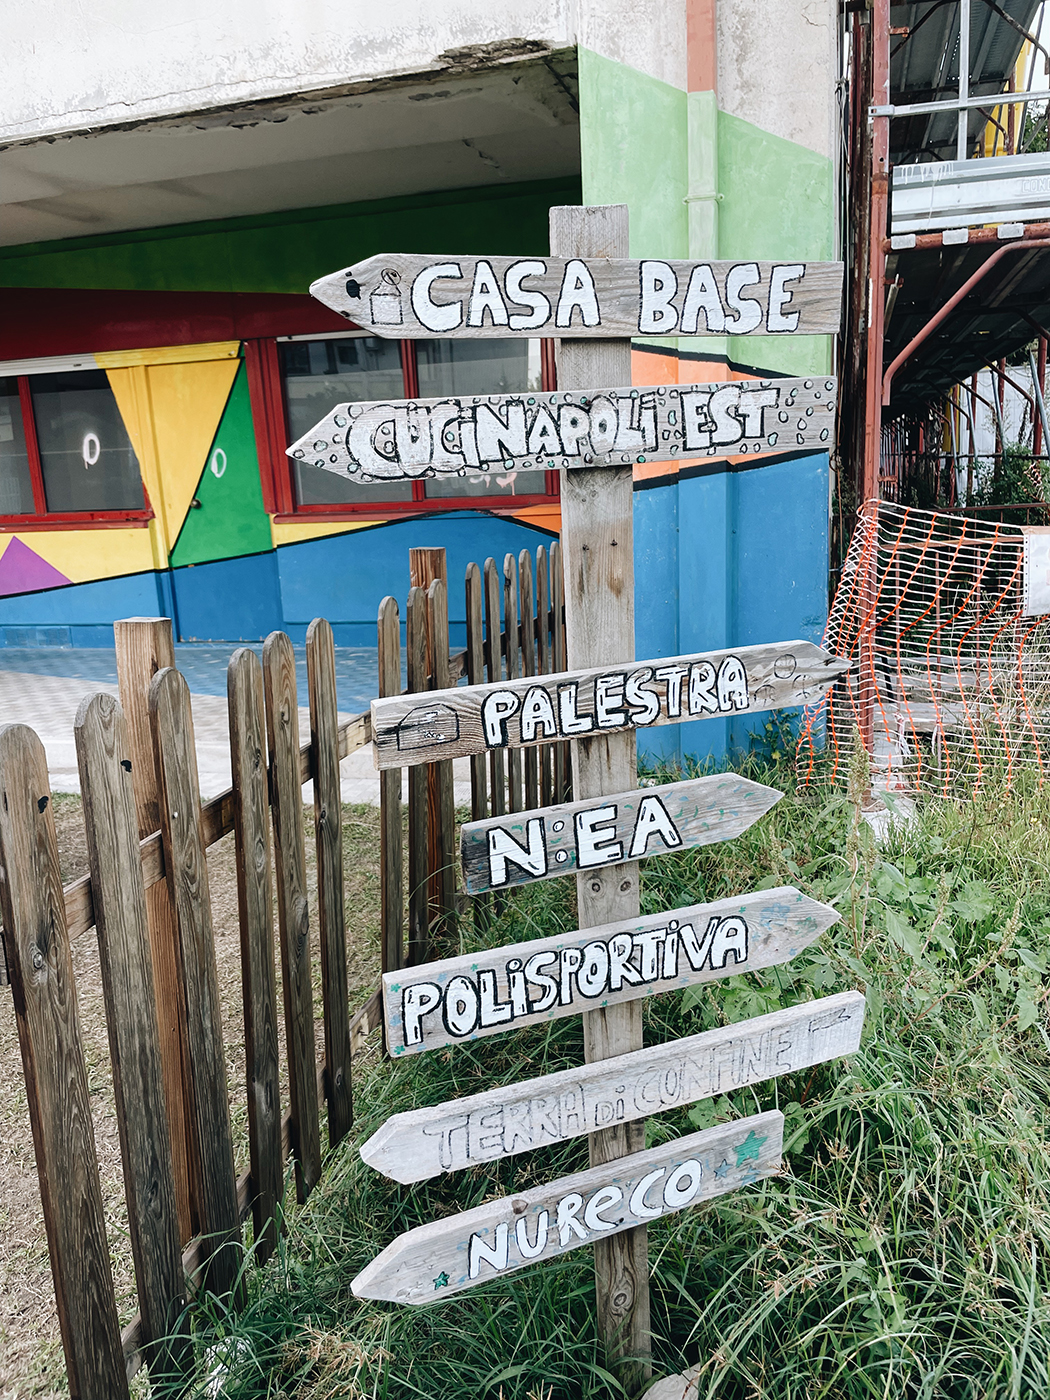 CASA BASE
CUCINAPOLI EST
PALESTRA
N:EA
POLISPORTIVA
TERRA DI CONFINE
NURECO